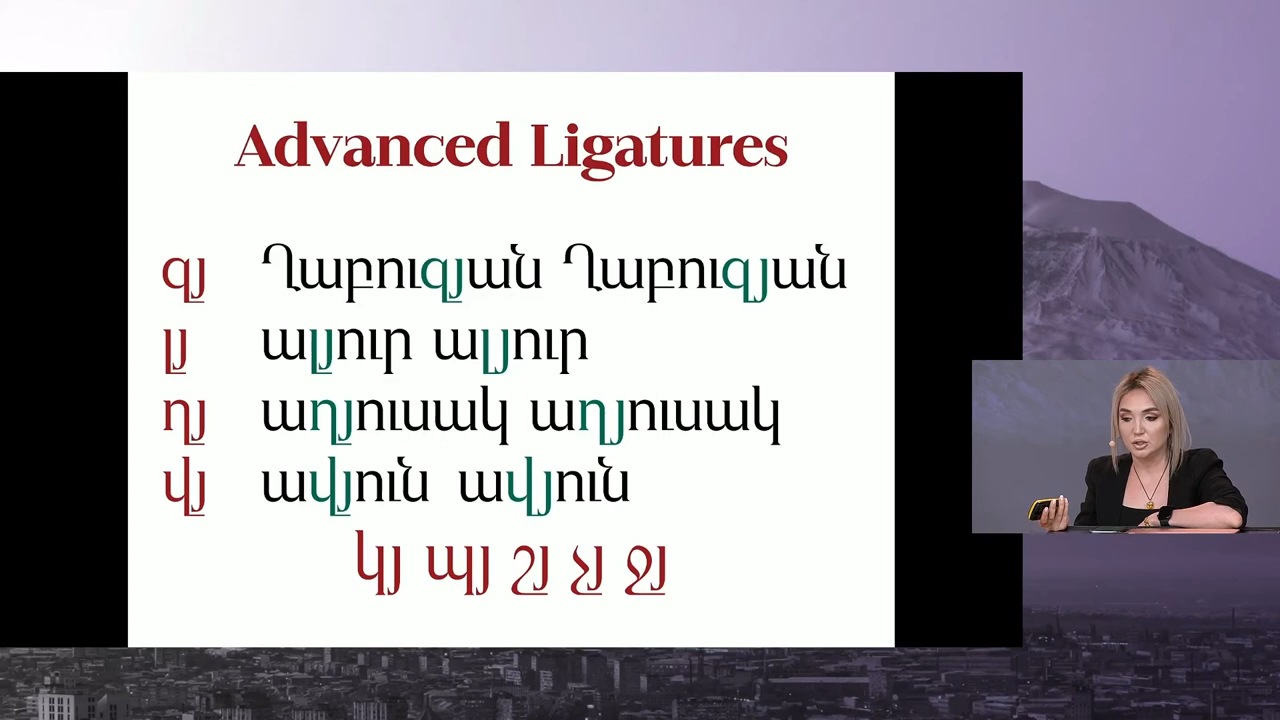 Advanced Ligatures
զյ Ղաբուզյան Ղաբուզյան
լյ ալյուր ալյուր
ղյ աղյուսակ աղյուսակ
վյ ավյուն ավյուն
կյ պյ շյ չյ ջյ